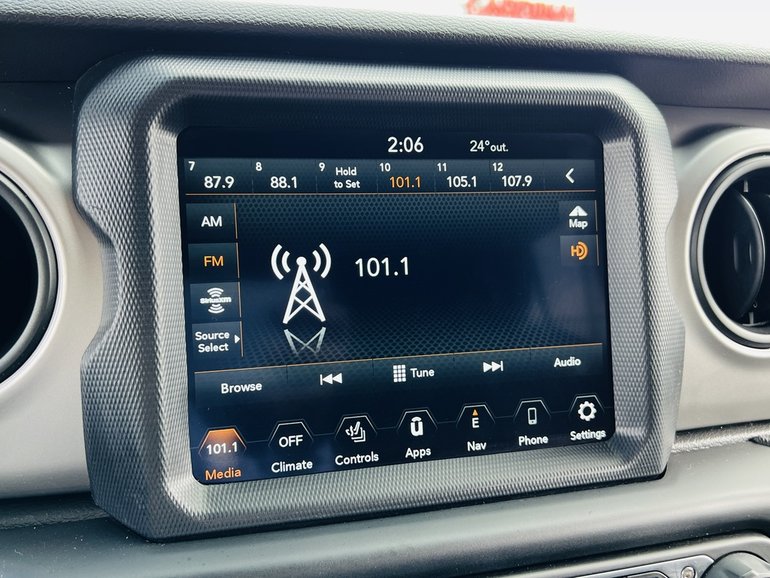 2:06 24°out.
7 87.9 8 88.1 9 Hold to Set 10 101.1 11 105.1 12 107.9
AM
Map
FM
HD
101.1
SiriusXM
Source
Select
Browse Tune Audio
101.1 OFF E
Media Climate Controls Apps Nav Phone Settings